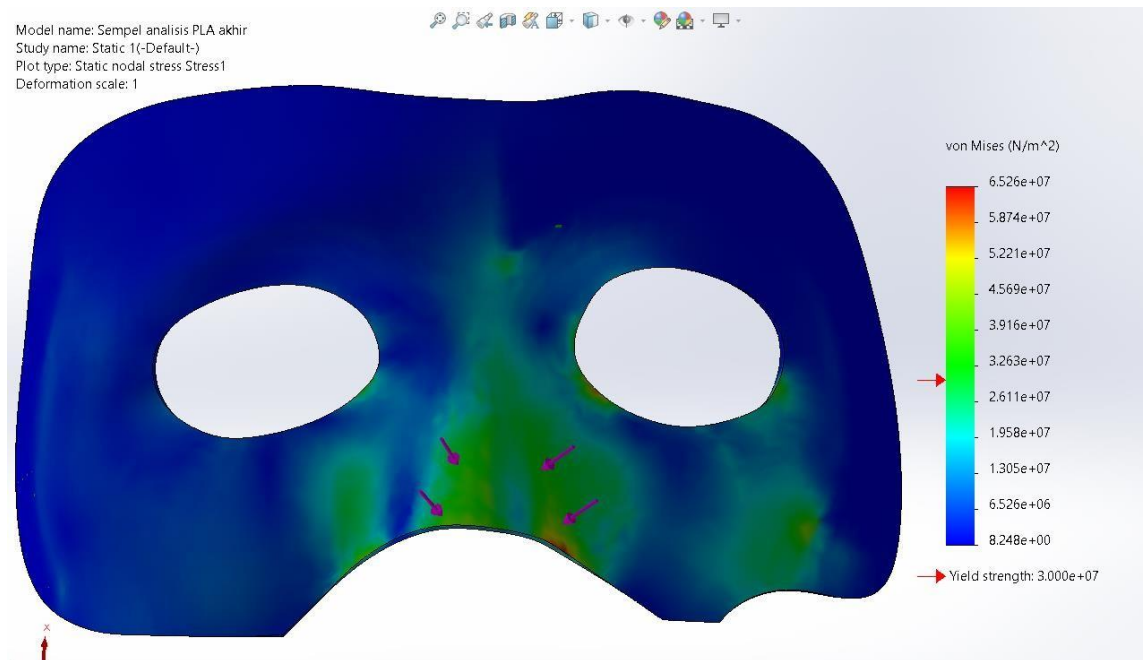 Model name: Sempel analisis PLA akhir
Study name: Static 1(-Default-)
Plot type: Static nodal stress Stress1
Deformation scale: 1
von Mises (N/m^2)
6.526e+07
5.874e+07
5.221e+07
4.569e+07
3.916e+07
3.263e+07
2.611e+07
1.958e+07
1.305e+07
6.526e+06
8.248e+00
Yield strength: 3.000e+07
x